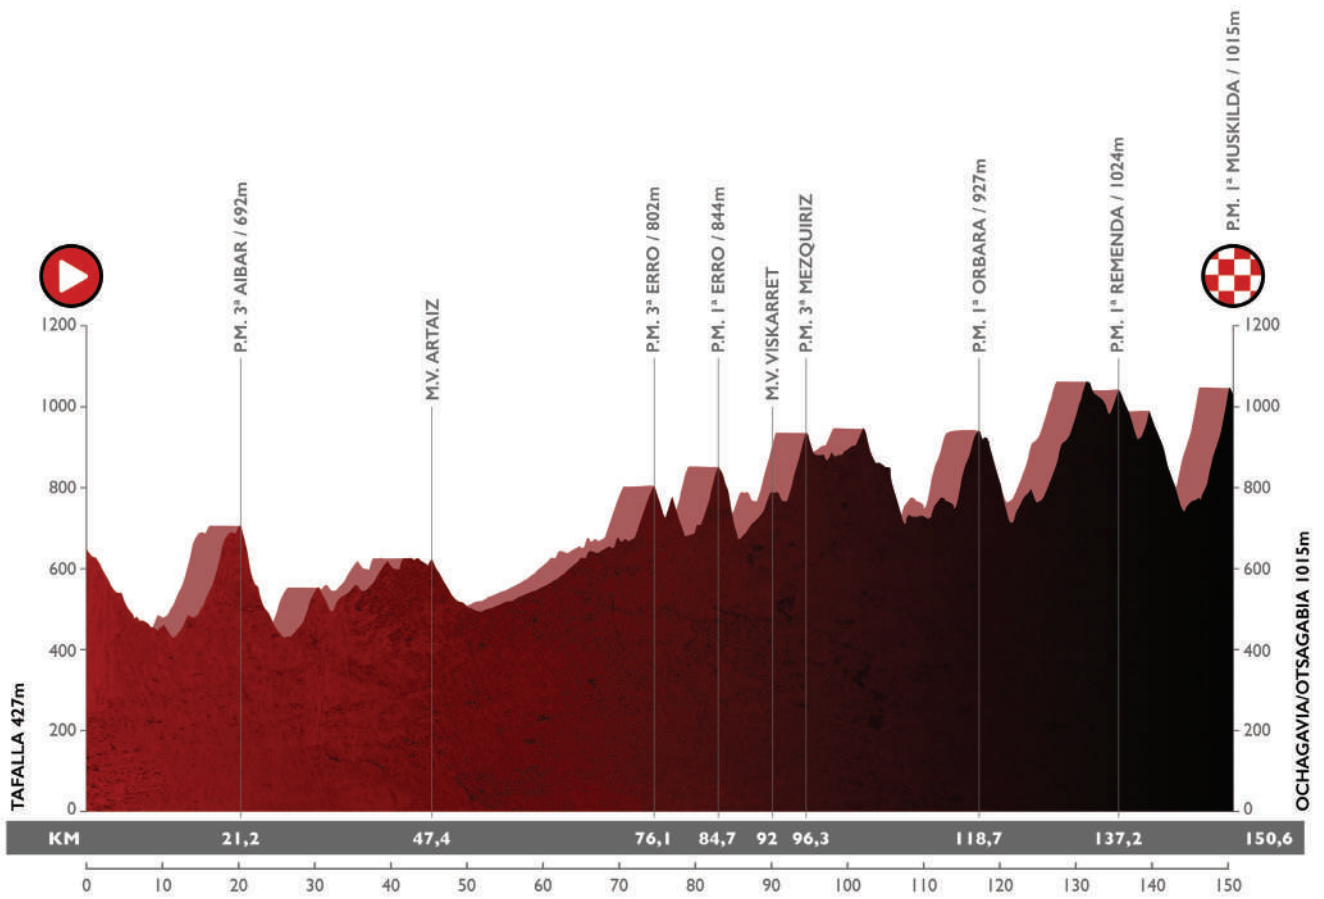 P.M. 3ª AIBAR / 692m
M.V. ARTAIZ
P.M. 3ª ERRO / 802m
P.M. 1ª ERRO / 844m
M.V. VISKARRET
P.M. 3ª MEZQUIRIZ
P.M. 1ª ORBARA / 927m
P.M. 1ª REMENDA / 1024m
P.M. 1ª MUSKILDA / 1015m
TAFALLA 427m
1200
1000
800
600
400
200
0
1200
1000
800
600
400
200
0
OCHAGAVIA/OTSAGABIA 1015m
KM 21,2 47,4 76,1 84,7 92 96,3 118,7 137,2 150,6
0 10 20 30 40 50 60 70 80 90 100 110 120 130 140 150